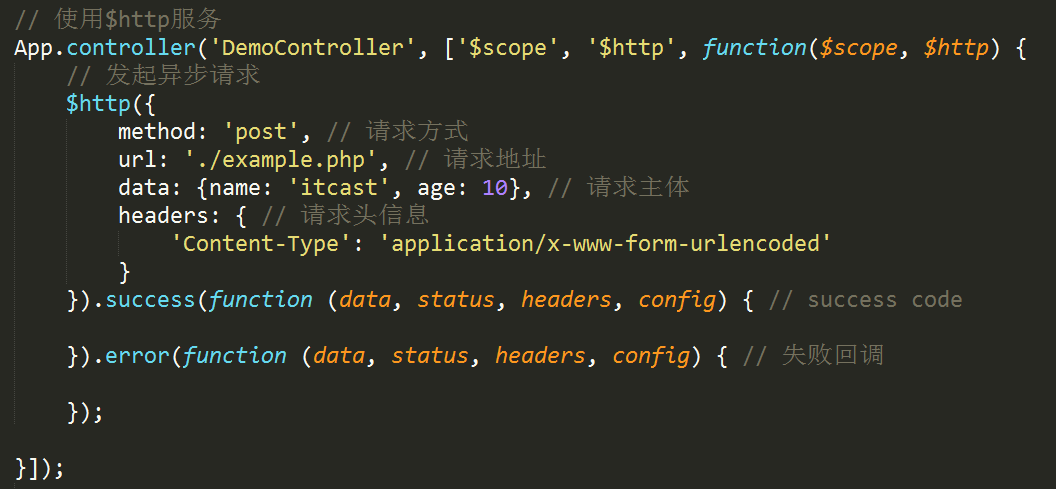 // 使用$http服务
App.controller('DemoController', ['$scope', '$http', function($scope, $http) {
    // 发起异步请求
    $http({
        method: 'post', // 请求方式
        url: './example.php', // 请求地址
        data: {name: 'itcast', age: 10}, // 请求主体
        headers: { // 请求头信息
            'Content-Type': 'application/x-www-form-urlencoded'
        }
    }).success(function (data, status, headers, config) { // success code
    }).error(function (data, status, headers, config) { // 失败回调
    });
}]);